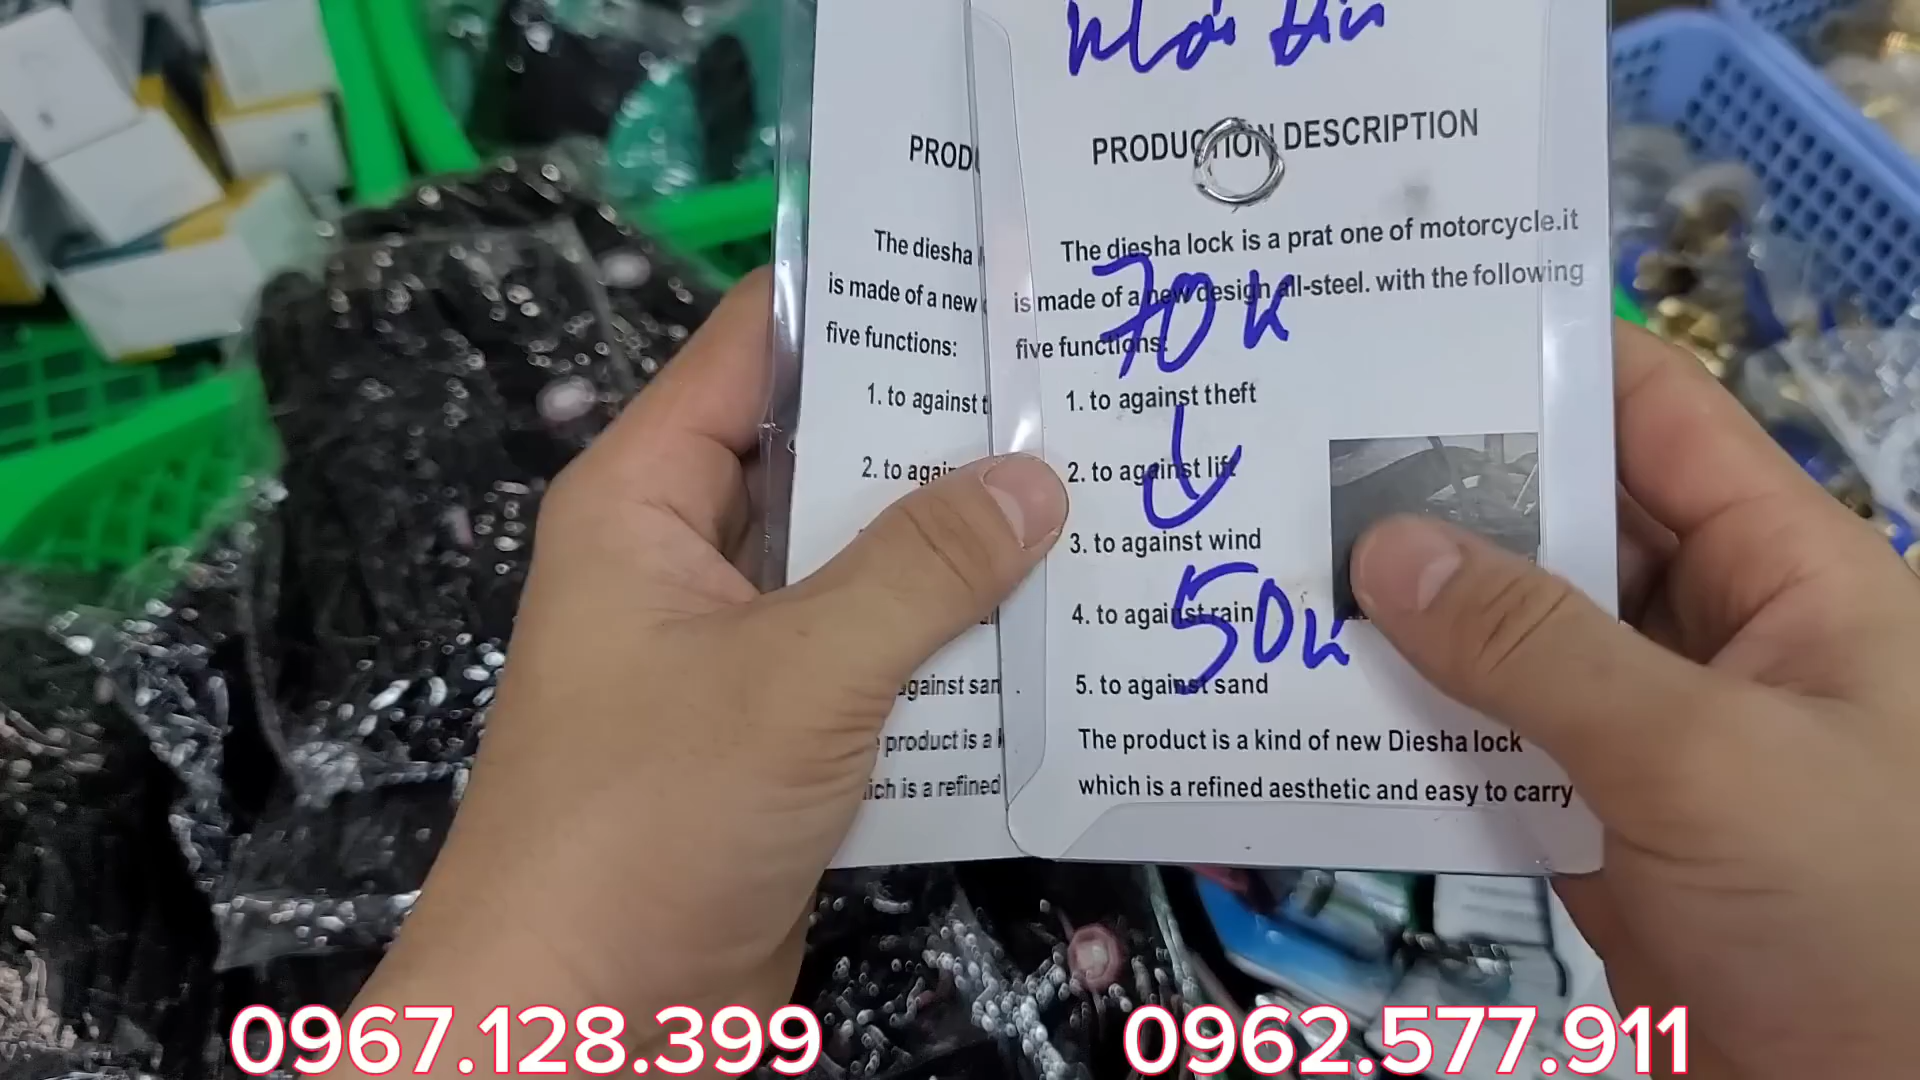 PRODUCTION DESCRIPTION
The diesha lock is a prat one of motorcycle.it
is made of a new design all-steel. with the following
five functions:
1. to against theft
2. to against lift
3. to against wind
4. to against rain
5. to against sand
The product is a kind of new Diesha lock
which is a refined aesthetic and easy to carry
70k
50k
The diesha
is made of a new
five functions:
1. to against t
2. to again
against san
product is a k
ich is a refined
0967.128.399
0962.577.911